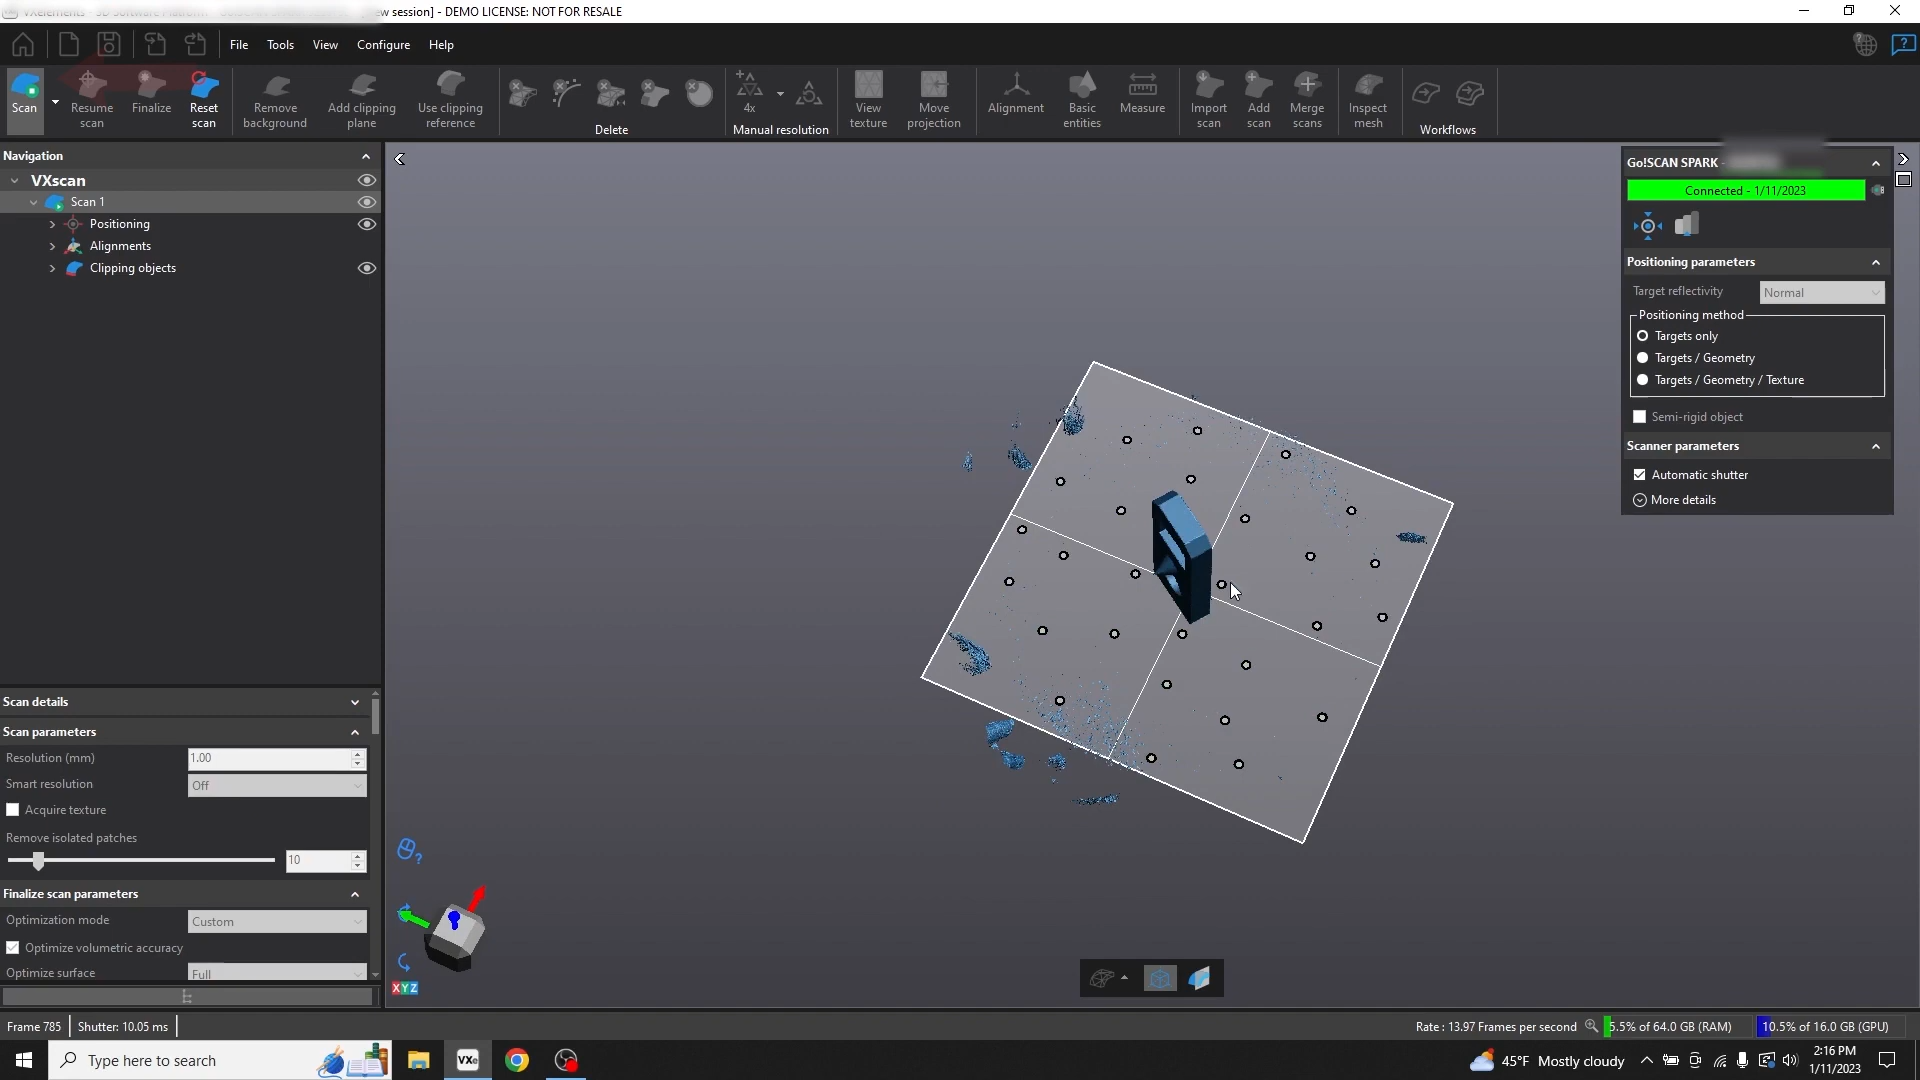 ew session] - DEMO LICENSE: NOT FOR RESALE
File Tools View Configure Help
Scan
Resume scan
Finalize
Reset scan
Remove background
Add clipping plane
Use clipping reference
Delete
4x
Manual resolution
View texture
Move projection
Alignment
Basic entities
Measure
Import scan
Add scan
Merge scans
Inspect mesh
Workflows
Navigation
VXscan
Scan 1
Positioning
Alignments
Clipping objects
Scan details
Scan parameters
Resolution (mm) 1.00
Smart resolution Off
Acquire texture
Remove isolated patches
10
Finalize scan parameters
Optimization mode Custom
Optimize volumetric accuracy
Optimize surface Full
XYZ
Go!SCAN SPARK -
Connected - 1/11/2023
Positioning parameters
Target reflectivity Normal
Positioning method
Targets only
Targets / Geometry
Targets / Geometry / Texture
Semi-rigid object
Scanner parameters
Automatic shutter
More details
Frame 785 Shutter: 10.05 ms
Rate : 13.97 Frames per second 5.5% of 64.0 GB (RAM) 10.5% of 16.0 GB (GPU)
Type here to search
VXe
45°F Mostly cloudy
2:16 PM
1/11/2023